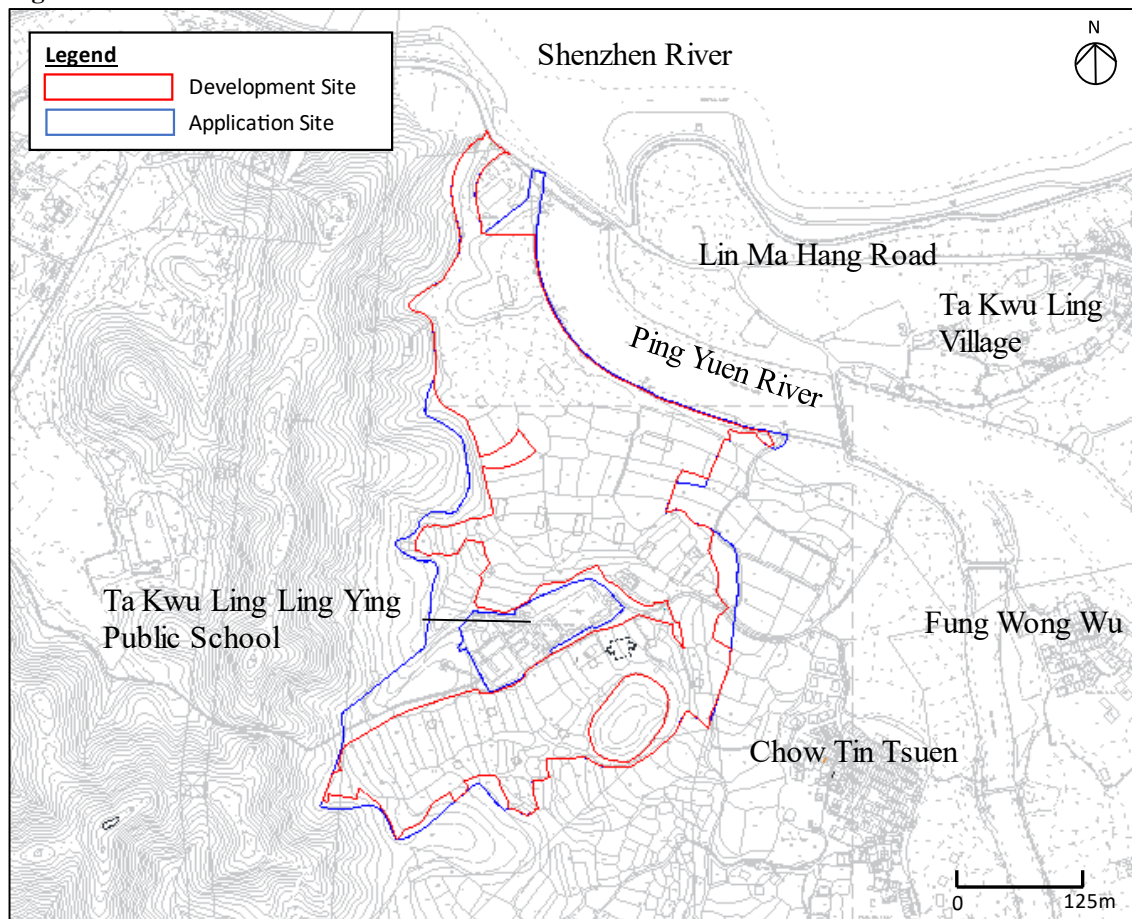 Legend
Development Site
Application Site
Shenzhen River
N
Lin Ma Hang Road
Ta Kwu Ling
Village
Ping Yuen River
Ta Kwu Ling Ling Ying
Public School
Fung Wong Wu
Chow Tin Tsuen
0
125m